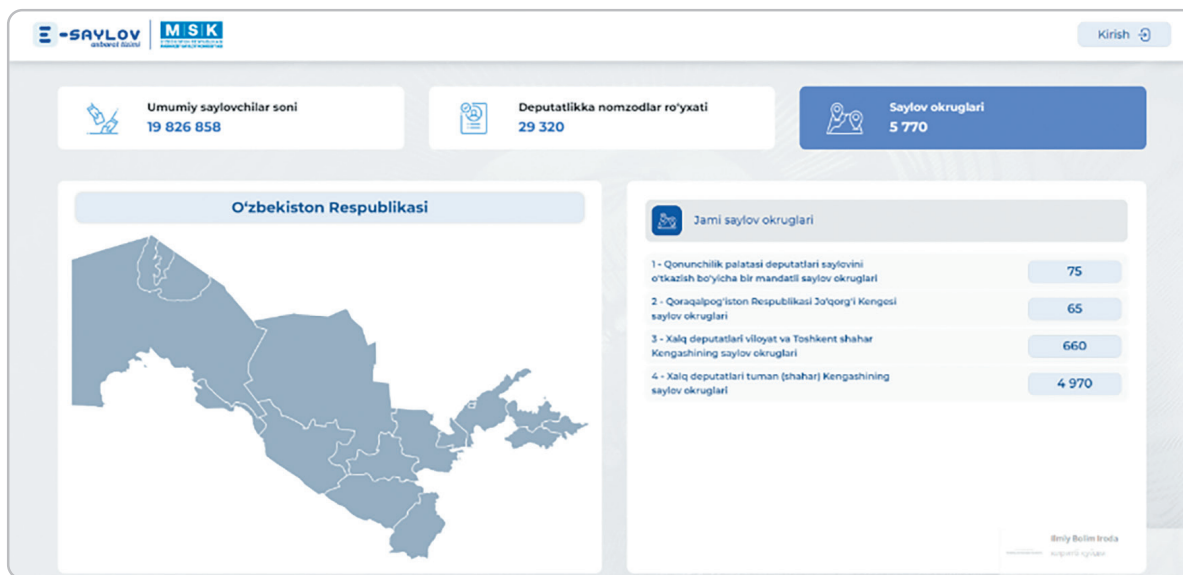 E-SAYLOV
axborot tizimi
MSK
Kirish
Umumiy saylovchilar soni
19 826 858
Deputatlikka nomzodlar ro'yxati
29 320
Saylov okruglari
5 770
O'zbekiston Respublikasi
Jami saylov okruglari
1 - Qonunchilik palatasi deputatlari saylovini
o'tkazish bo'yicha bir mandatli saylov okruglari
75
2 - Qoraqalpog'iston Respublikasi Jo'qorg'i Kengesi
saylov okruglari
65
3 - Xalq deputatlari viloyat va Toshkent shahar
Kengashining saylov okruglari
660
4 - Xalq deputatlari tuman (shahar) Kengashining
saylov okruglari
4 970
Ilmiy Bolim Iroda